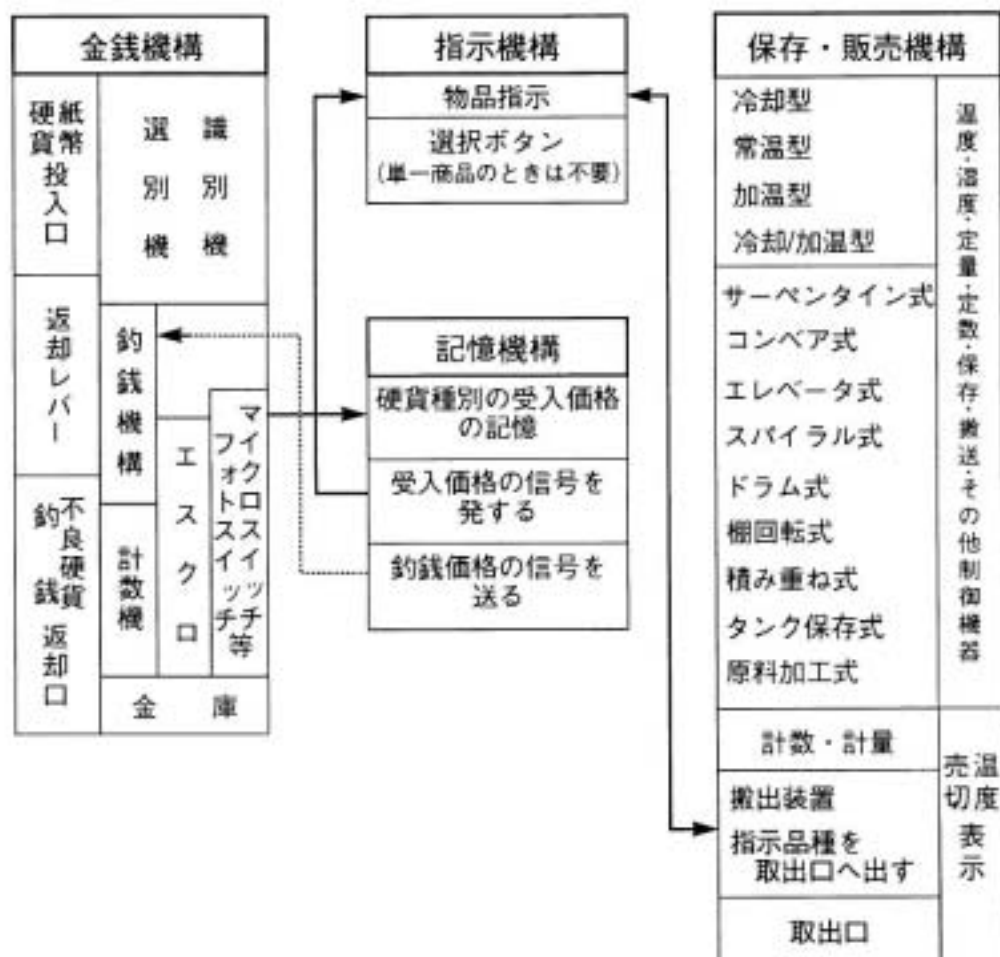 金銭機構
硬貨
紙幣
投入口
返却レバー
釣銭
不良硬貨
返却口
選別機
識別機
釣銭機構
計数機
エスクロ
マイクロスイッチ
フォトスイッチ等
金庫
指示機構
物品指示
選択ボタン
(単一商品のときは不要)
記憶機構
硬貨種別の受入価格
の記憶
受入価格の信号を
発する
釣銭価格の信号を
送る
保存・販売機構
冷却型
常温型
加温型
冷却/加温型
サーペンタイン式
コンベア式
エレベータ式
スパイラル式
ドラム式
棚回転式
積み重ね式
タンク保存式
原料加工式
温度・湿度・定量・定数・保存・搬送・その他制御機器
計数・計量
搬出装置
指示品種を
取出口へ出す
取出口
売切
温度
表示